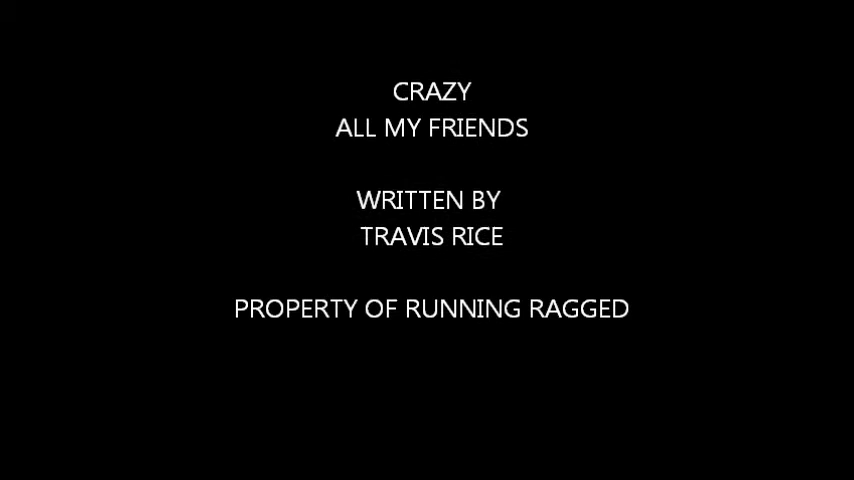 CRAZY
ALL MY FRIENDS
WRITTEN BY
TRAVIS RICE
PROPERTY OF RUNNING RAGGED